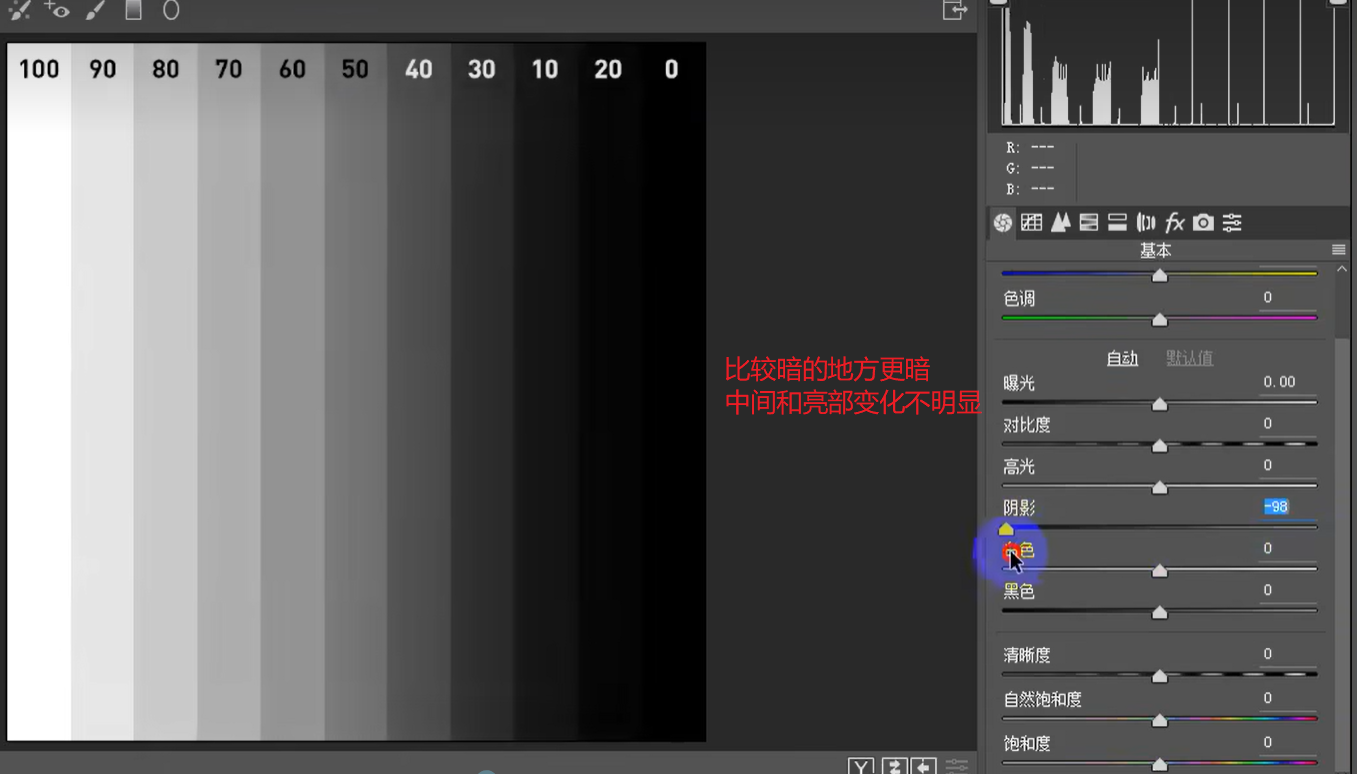 100 90 80 70 60 50 40 30 10 20 0
R: ---
G: ---
B: ---
fx
基本
色调 0
自动 默认值
曝光 0.00
对比度 0
比较暗的地方更暗
中间和亮部变化不明显
高光 0
阴影 -98
色 0
黑色 0
清晰度 0
自然饱和度 0
饱和度 0
Y